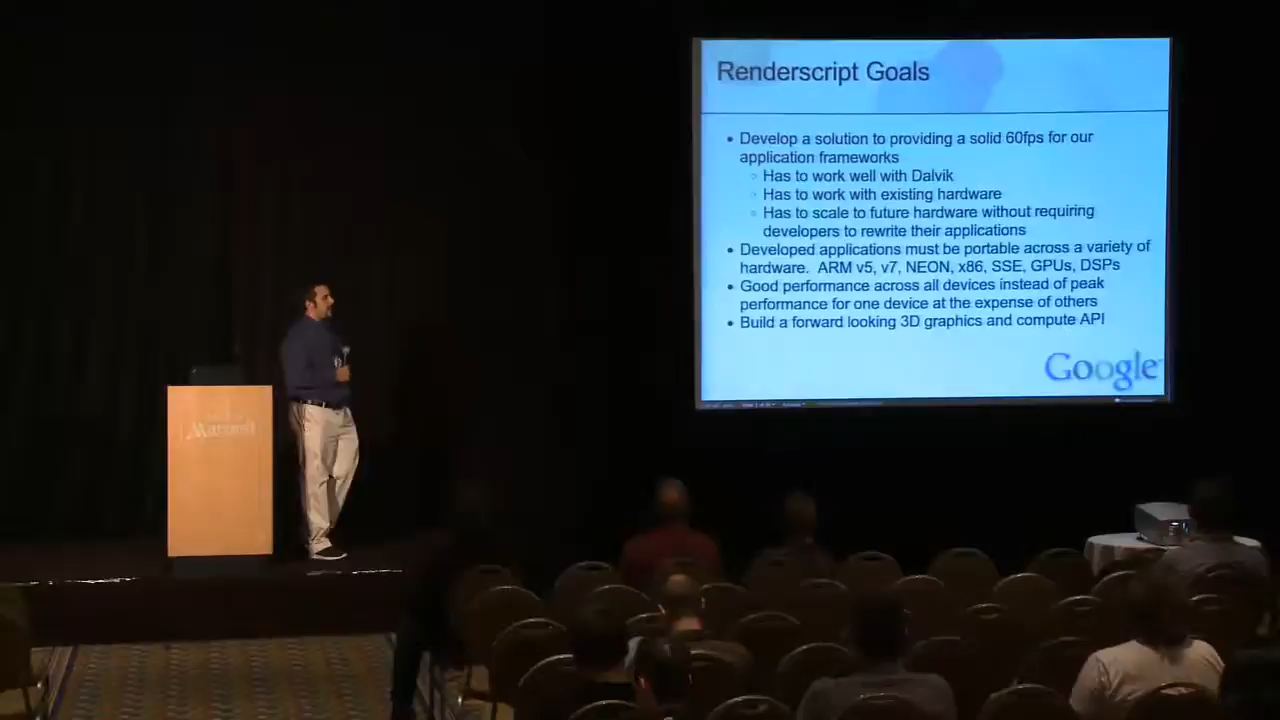 Renderscript Goals
• Develop a solution to providing a solid 60fps for our
application frameworks
◦ Has to work well with Dalvik
◦ Has to work with existing hardware
◦ Has to scale to future hardware without requiring
developers to rewrite their applications
• Developed applications must be portable across a variety of
hardware. ARM v5, v7, NEON, x86, SSE, GPUs, DSPs
• Good performance across all devices instead of peak
performance for one device at the expense of others
• Build a forward looking 3D graphics and compute API
Google
Marriott